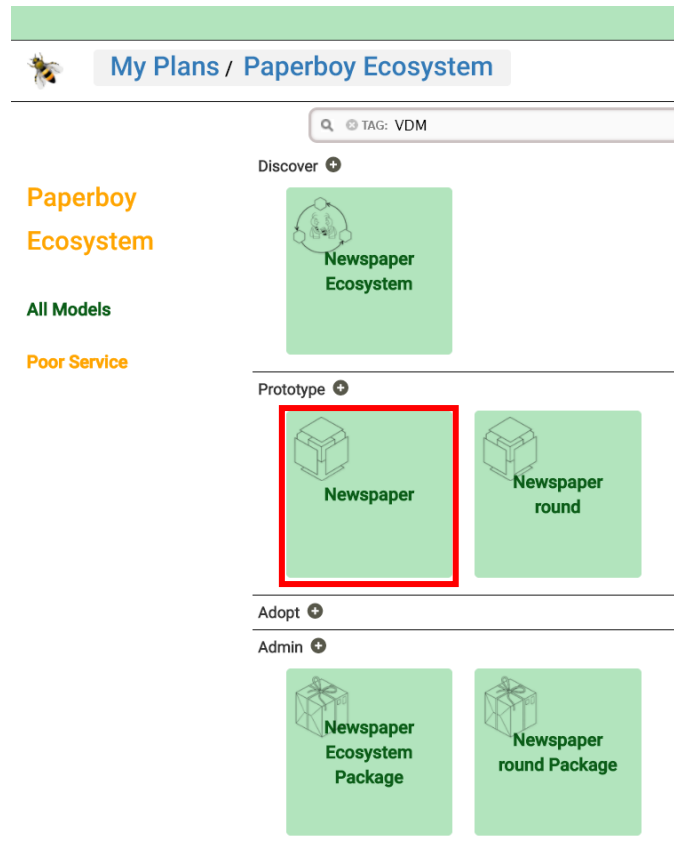 My Plans / Paperboy Ecosystem
TAG: VDM
Paperboy
Ecosystem
All Models
Poor Service
Discover
Newspaper
Ecosystem
Prototype
Newspaper
Newspaper
round
Adopt
Admin
Newspaper
Ecosystem
Package
Newspaper
round Package